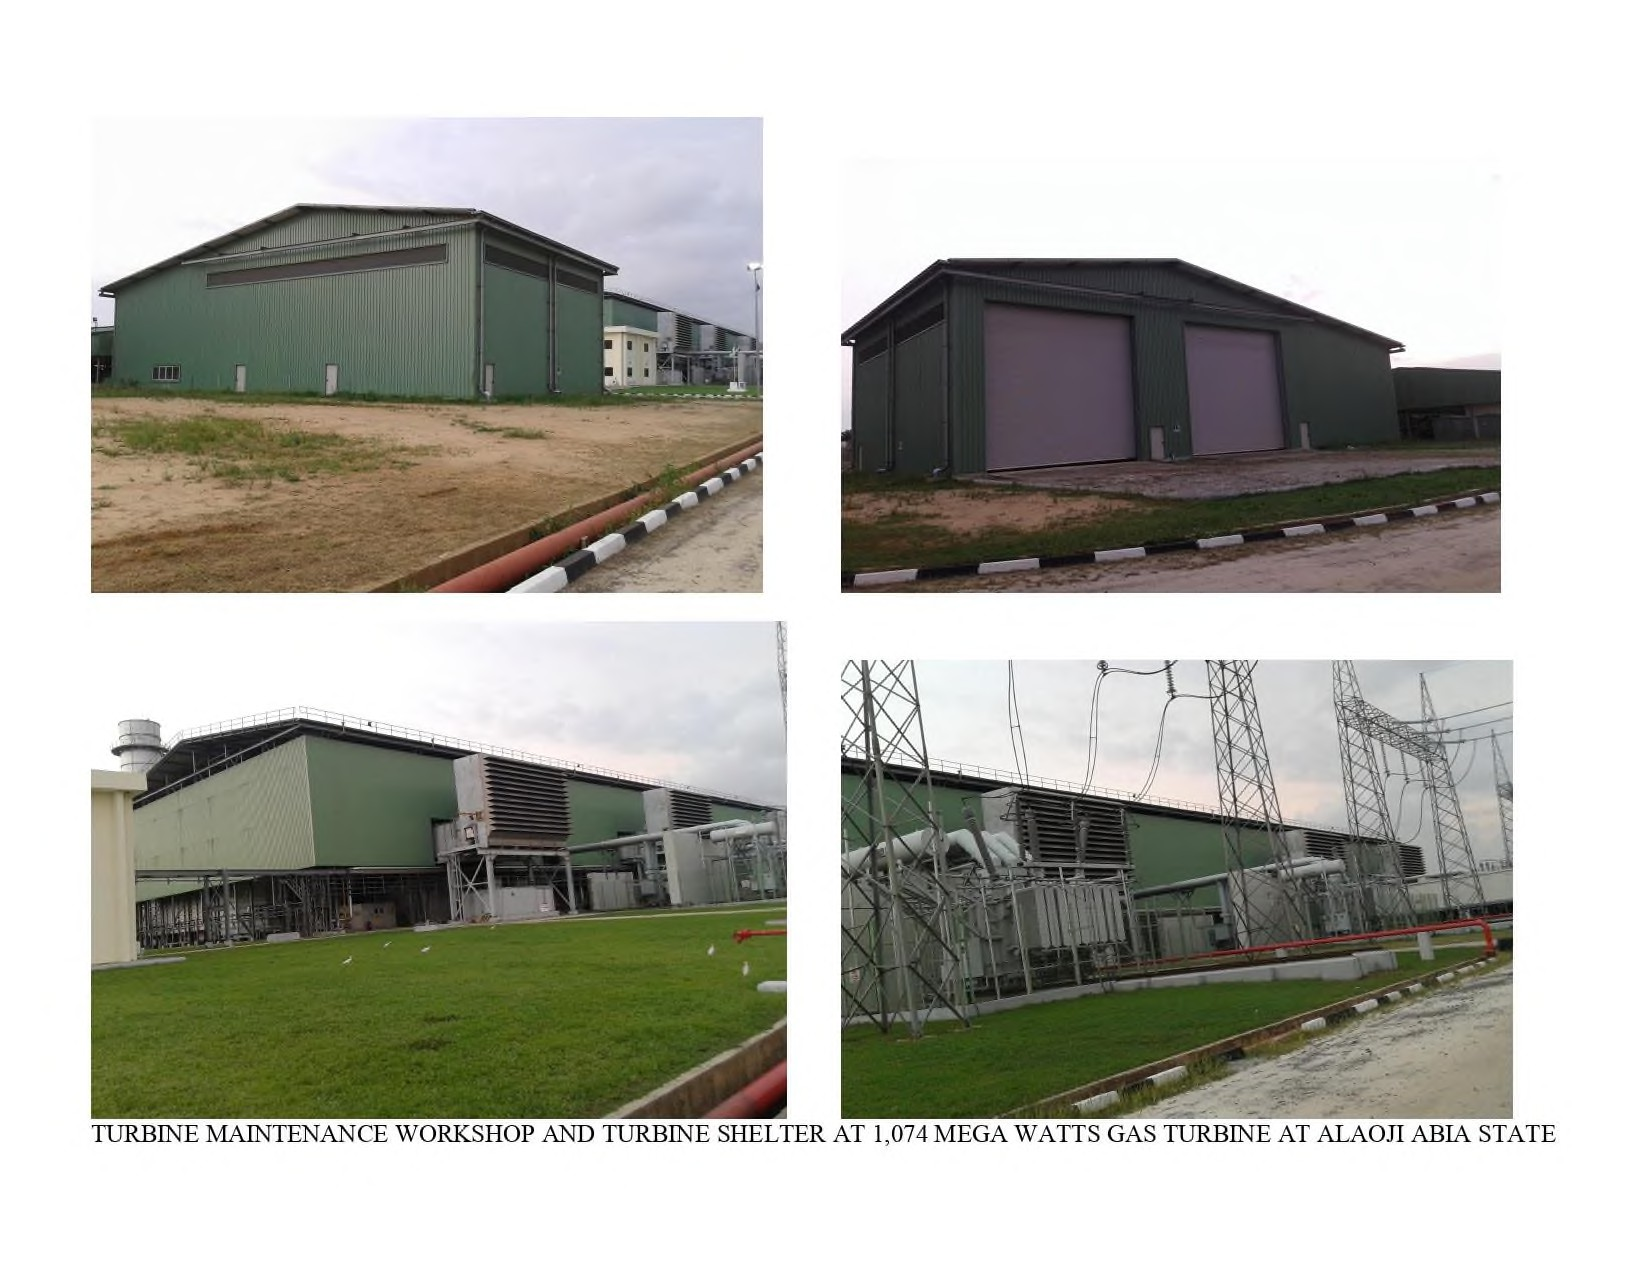 TURBINE MAINTENANCE WORKSHOP AND TURBINE SHELTER AT 1,074 MEGA WATTS GAS TURBINE AT ALAOJI ABIA STATE